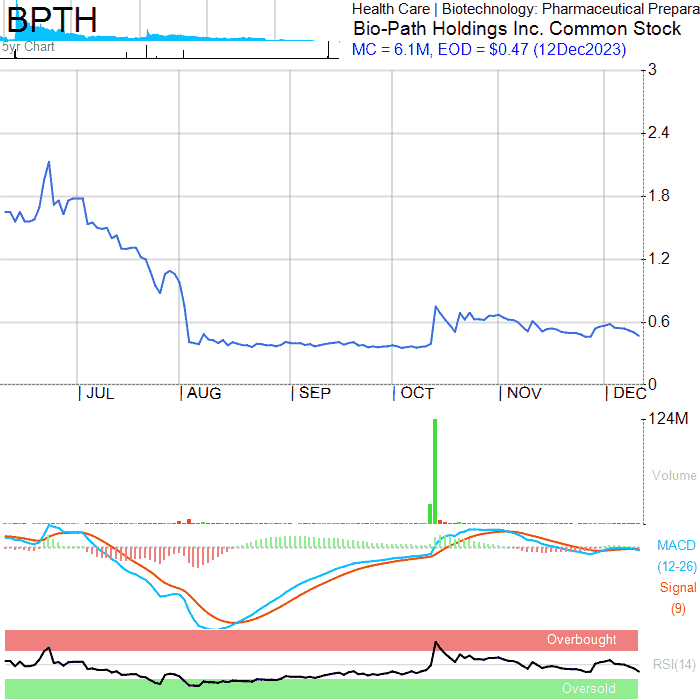 BPTH
Health Care | Biotechnology: Pharmaceutical Prepara
Bio-Path Holdings Inc. Common Stock
5yr Chart
MC = 6.1M, EOD = $0.47 (12Dec2023)
3
2.4
1.8
1.2
0.6
0
JUL AUG SEP OCT NOV DEC
124M
Volume
MACD
(12-26)
Signal
(9)
Overbought
RSI(14)
Oversold